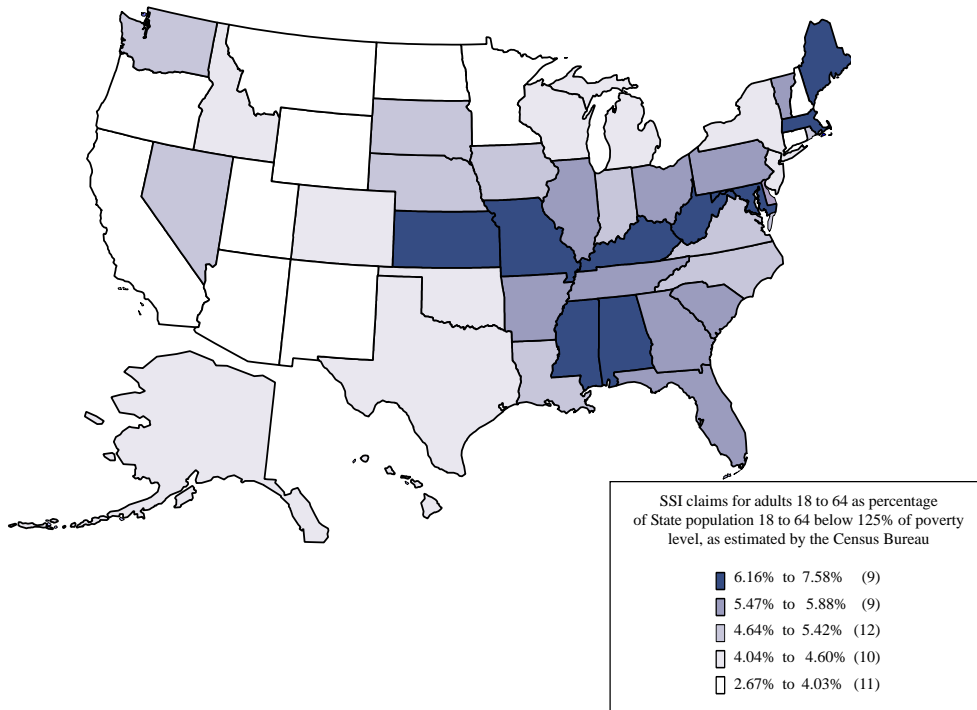 SSI claims for adults 18 to 64 as percentage
of State population 18 to 64 below 125% of poverty
level, as estimated by the Census Bureau
6.16% to 7.58% (9)
5.47% to 5.88% (9)
4.64% to 5.42% (12)
4.04% to 4.60% (10)
2.67% to 4.03% (11)